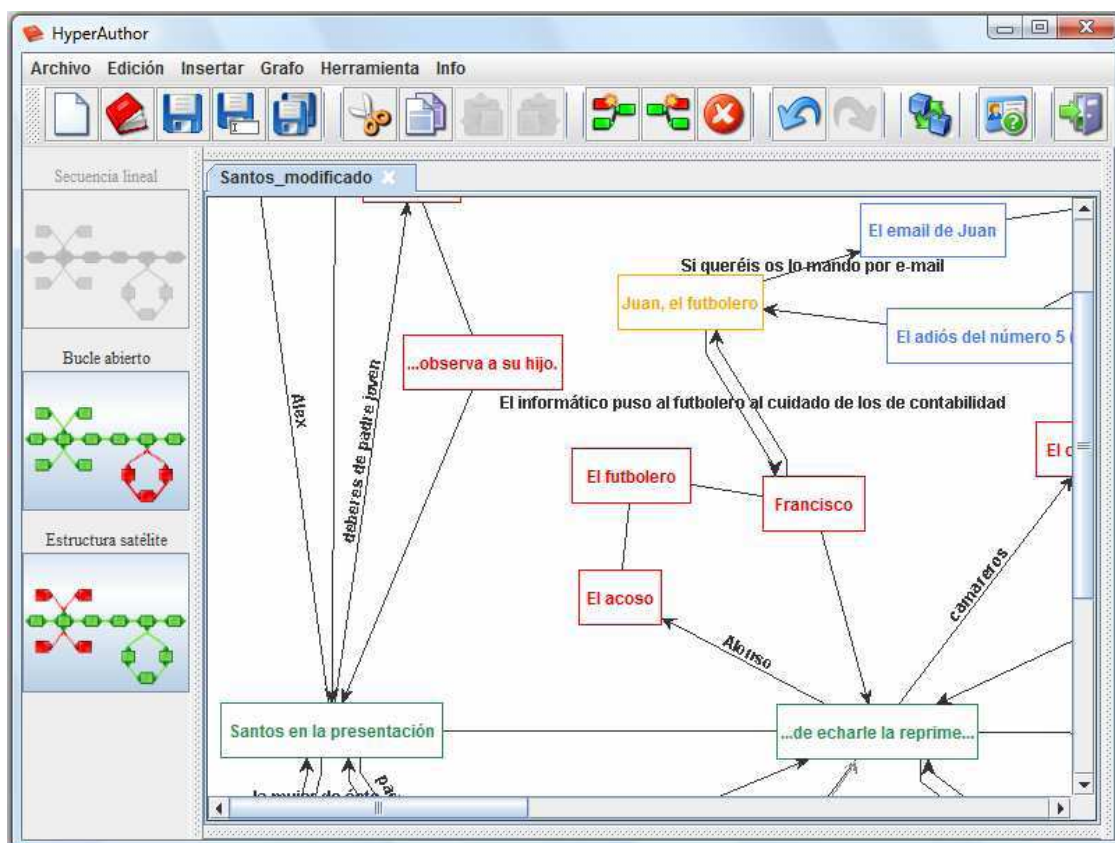 HyperAuthor
Archivo Edición Insertar Grafo Herramienta Info
Secuencia lineal
Bucle abierto
Estructura satélite
Santos_modificado
El email de Juan
Si queréis os lo mando por e-mail
Juan, el futbolero
El adiós del número 5 (
...observa a su hijo.
Alax
deberes de padre joven
El informático puso al futbolero al cuidado de los de contabilidad
El futbolero
Francisco
El acoso
camareros
Alonso
Santos en la presentación
...de echarle la reprime...